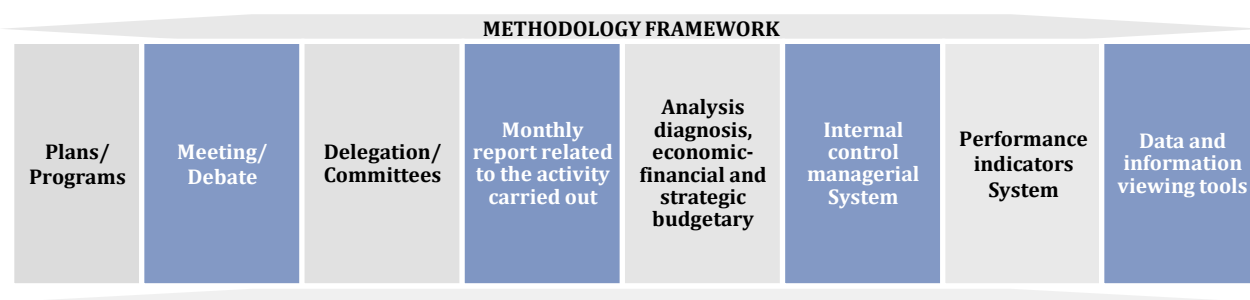 METHODOLOGY FRAMEWORK
Plans/
Programs
Meeting/
Debate
Delegation/
Committees
Monthly
report related
to the activity
carried out
Analysis
diagnosis,
economic-
financial and
strategic
budgetary
Internal
control
managerial
System
Performance
indicators
System
Data and
information
viewing tools